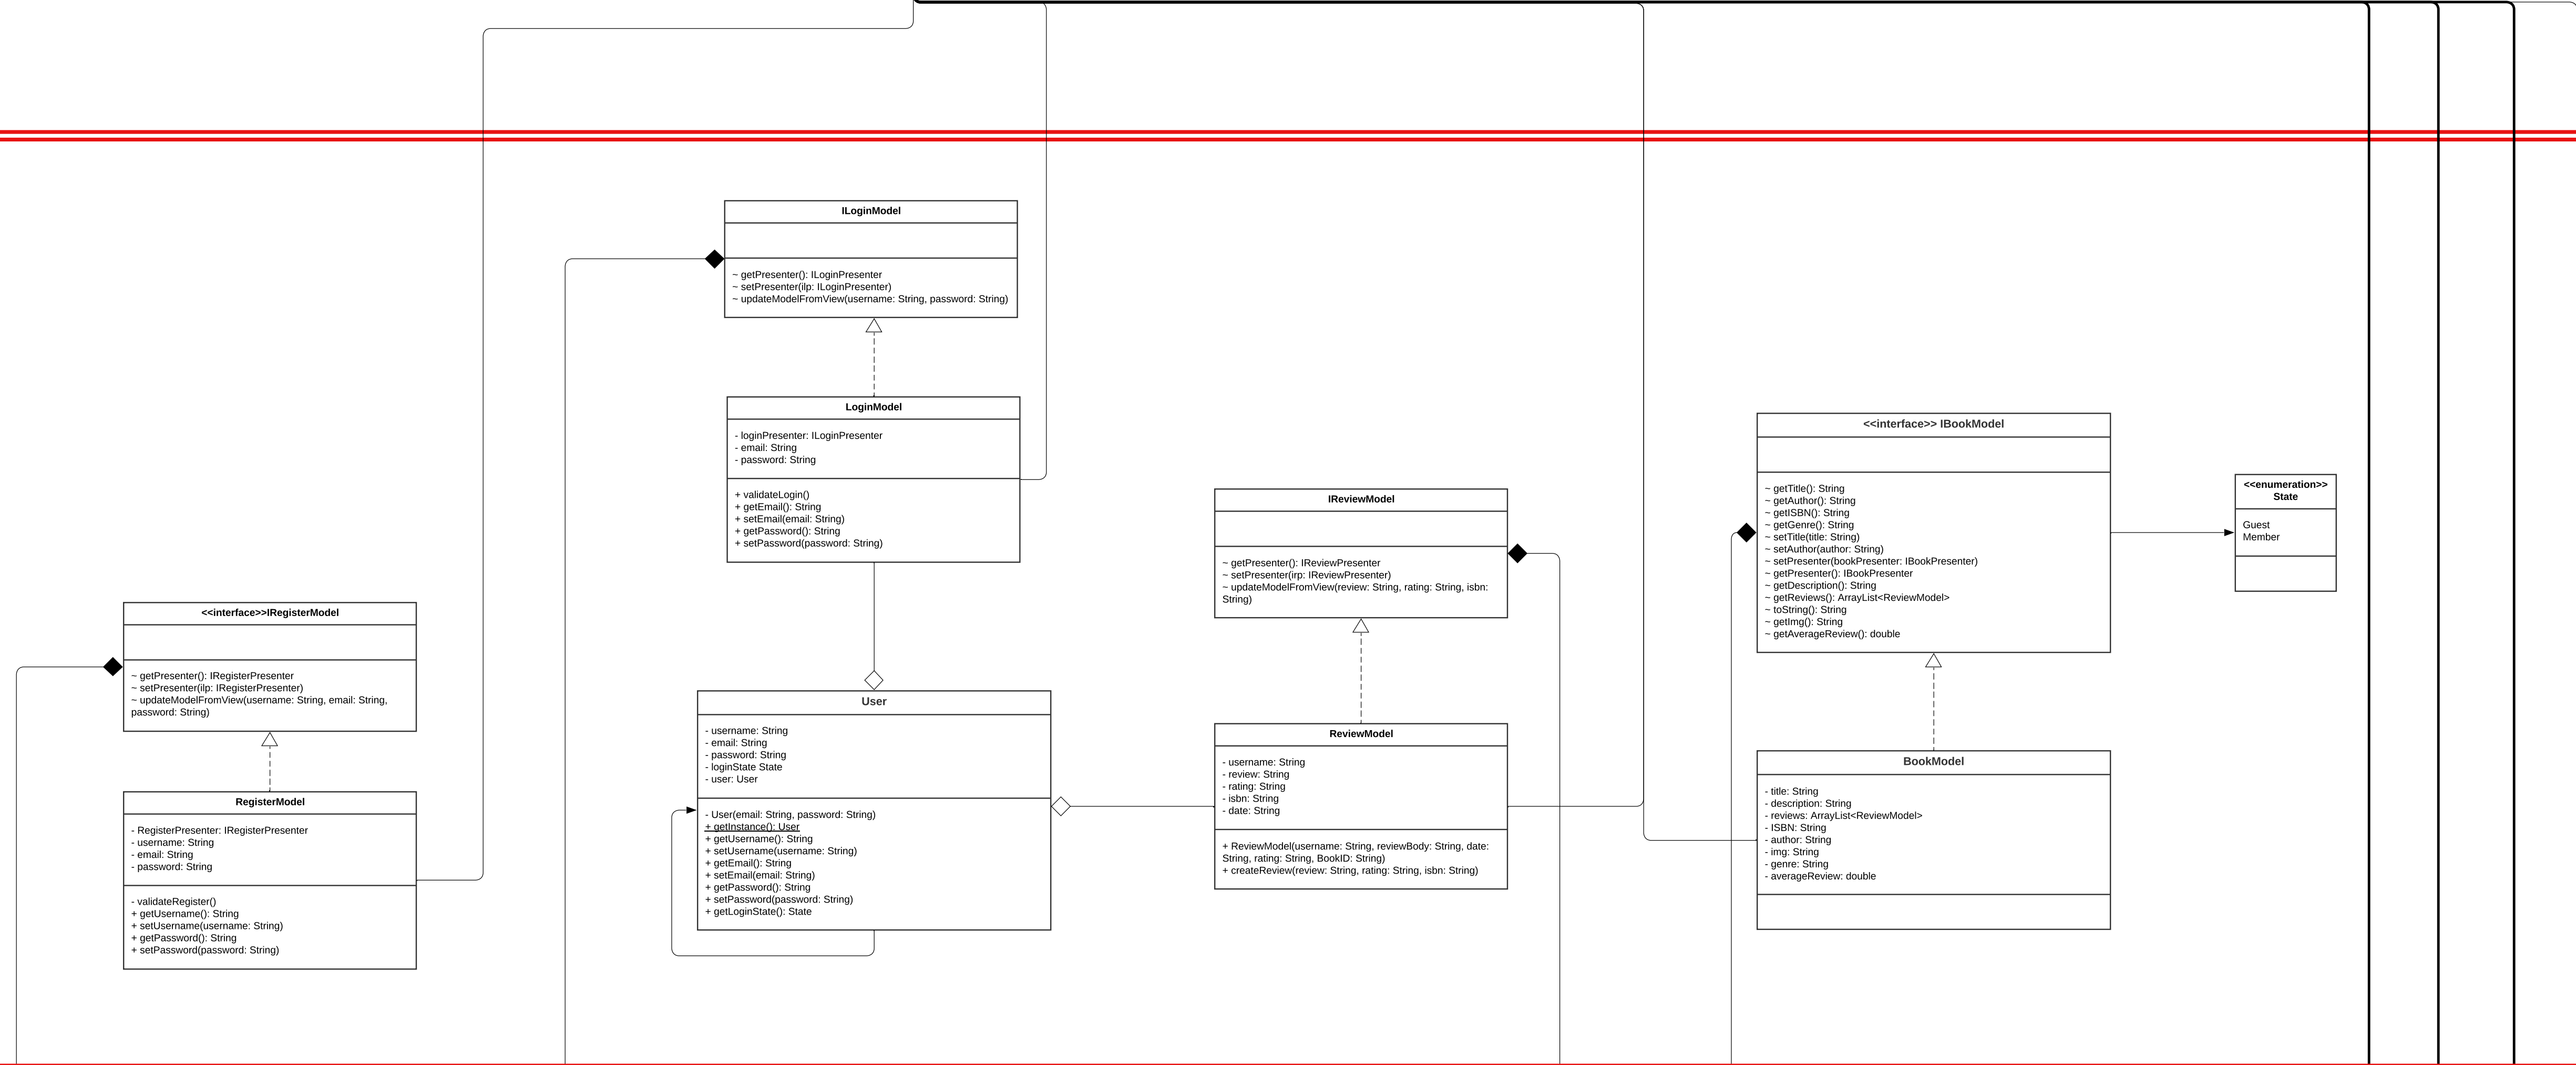 ILoginModel
~ getPresenter(): ILoginPresenter
~ setPresenter(ilp: ILoginPresenter)
~ updateModelFromView(username: String, password: String)
LoginModel
- loginPresenter: ILoginPresenter
- email: String
- password: String
+ validateLogin()
+ getEmail(): String
+ setEmail(email: String)
+ getPassword(): String
+ setPassword(password: String)
<<interface>>IRegisterModel
~ getPresenter(): IRegisterPresenter
~ setPresenter(ilp: IRegisterPresenter)
~ updateModelFromView(username: String, email: String,
password: String)
RegisterModel
- RegisterPresenter: IRegisterPresenter
- username: String
- email: String
- password: String
- validateRegister()
+ getUsername(): String
+ setUsername(username: String)
+ getPassword(): String
+ setPassword(password: String)
User
- username: String
- email: String
- password: String
- loginState State
- user: User
- User(email: String, password: String)
+ getInstance(): User
+ getUsername(): String
+ setUsername(username: String)
+ getEmail(): String
+ setEmail(email: String)
+ getPassword(): String
+ setPassword(password: String)
+ getLoginState(): State
IReviewModel
~ getPresenter(): IReviewPresenter
~ setPresenter(irp: IReviewPresenter)
~ updateModelFromView(review: String, rating: String, isbn:
String)
ReviewModel
- username: String
- review: String
- rating: String
- isbn: String
- date: String
+ ReviewModel(username: String, reviewBody: String, date:
String, rating: String, BookID: String)
+ createReview(review: String, rating: String, isbn: String)
<<interface>> IBookModel
~ getTitle(): String
~ getAuthor(): String
~ getISBN(): String
~ getGenre(): String
~ setTitle(title: String)
~ setAuthor(author: String)
~ setPresenter(bookPresenter: IBookPresenter)
~ getPresenter(): IBookPresenter
~ getDescription(): String
~ getReviews(): ArrayList<ReviewModel>
~ toString(): String
~ getImg(): String
~ getAverageReview(): double
BookModel
- title: String
- description: String
- reviews: ArrayList<ReviewModel>
- ISBN: String
- author: String
- img: String
- genre: String
- averageReview: double
<<enumeration>>
State
Guest
Member